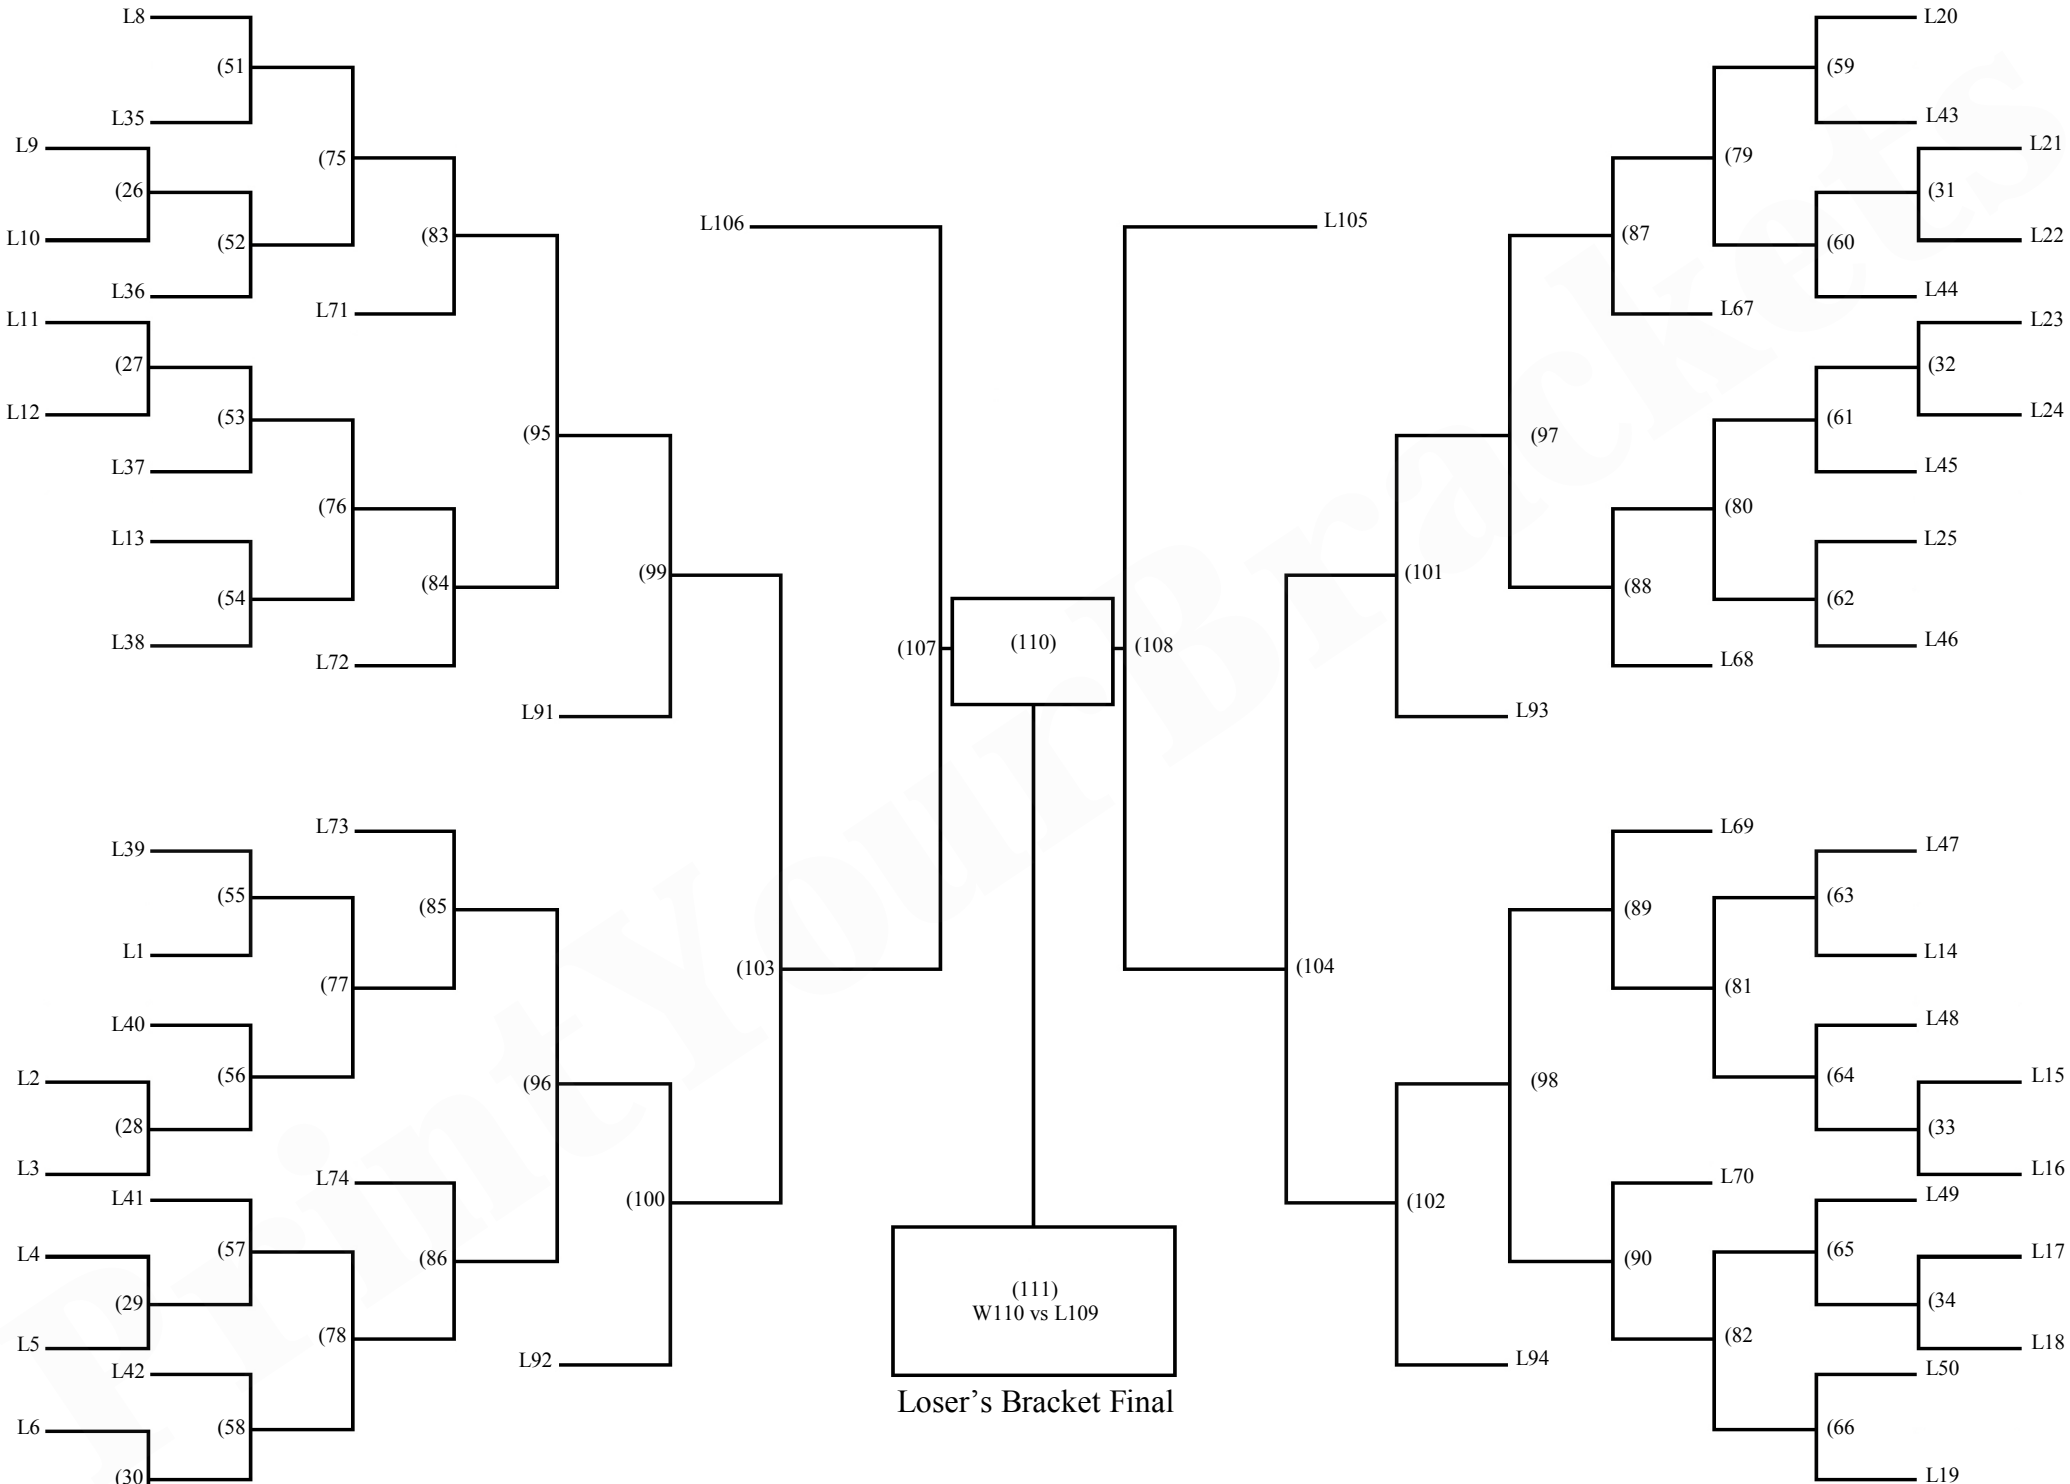 L8
L20
(51
(59
L35
L43
L9
L21
(75
(79
(26
(31
L106
L105
L10
(52
(83
(87
(60
L22
L36
L44
L71
L67
L11
L23
(27
(32
L12
(53
(61
L24
(95
(97
L37
L45
(76
(80
L13
L25
(99
(101
(84
(88
(54
(62
L38
L46
(107
(110)
(108
L72
L68
L91
L93
L73
L69
L39
L47
(55
(63
(85
(89
L1
L14
(103
(104
(77
(81
L40
L48
L2
(56
(96
(98
(64
L15
(28
(33
L3
L16
L74
L70
L41
L49
(100
(102
L4
(57
(86
(90
(65
L17
(111)
W110 vs L109
(29
(34
L5
(78
(82
L18
L92
L94
L42
L50
Loser’s Bracket Final
L6
(58
(66
(30
L19
PrintYourBrackets